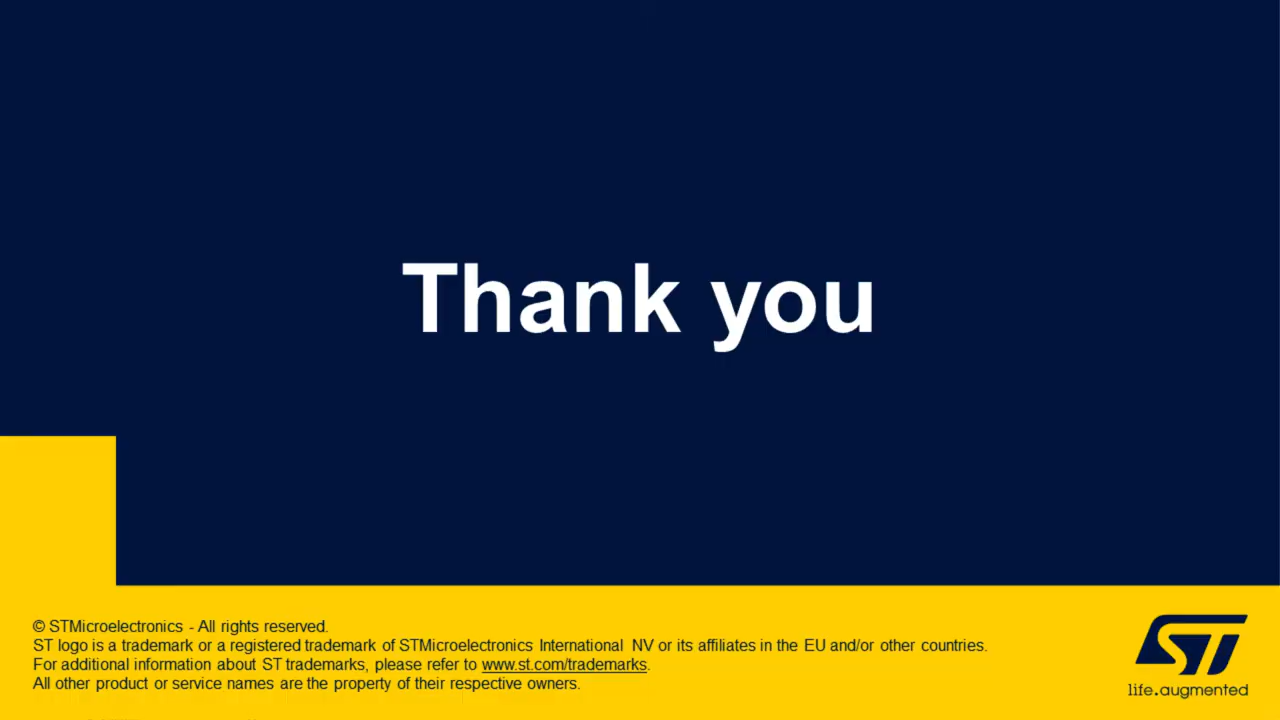 Thank you
© STMicroelectronics - All rights reserved.
ST logo is a trademark or a registered trademark of STMicroelectronics International NV or its affiliates in the EU and/or other countries.
For additional information about ST trademarks, please refer to www.st.com/trademarks.
All other product or service names are the property of their respective owners.
ST
life.augmented